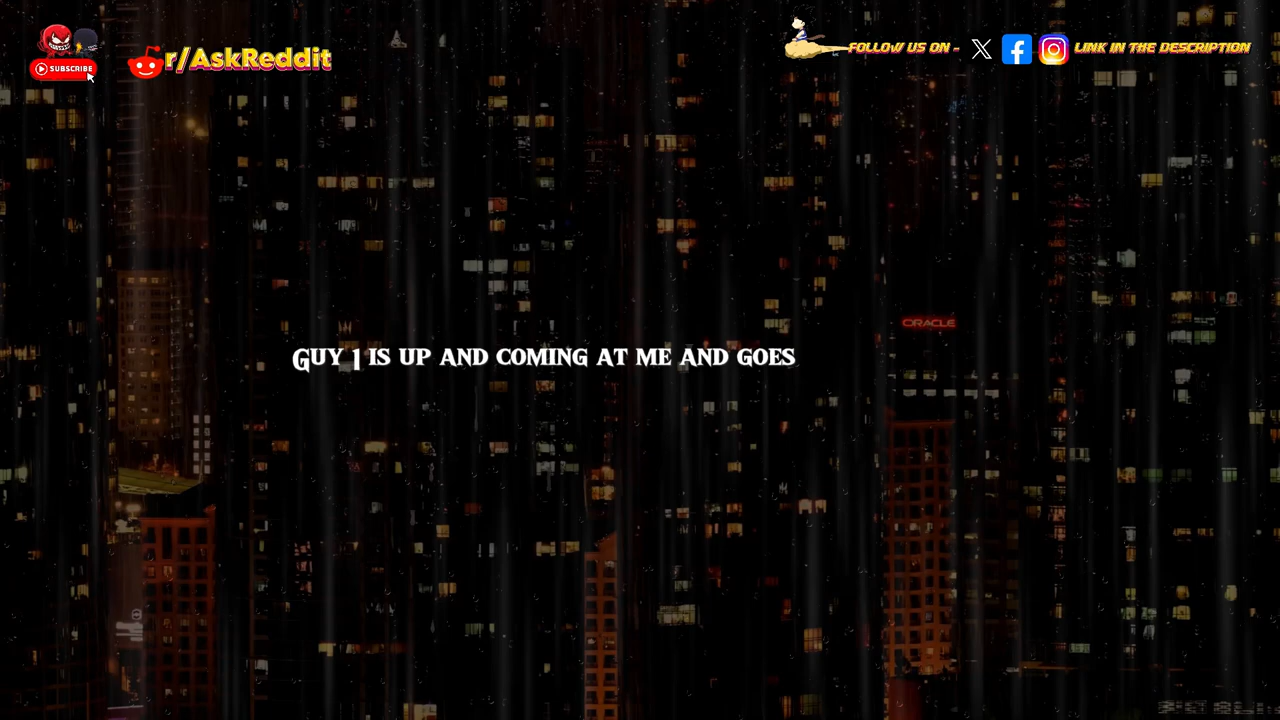 SUBSCRIBE
r/AskReddit
FOLLOW US ON -
LINK IN THE DESCRIPTION
ORACLE
Guy 1 is up and coming at me and goes